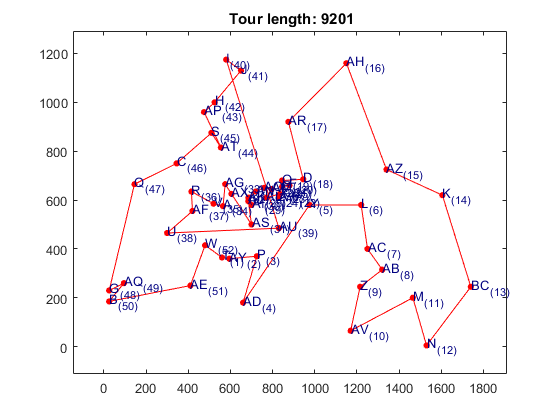 Tour length: 9201
1200
1000
800
600
400
200
0
0 200 400 600 800 1000 1200 1400 1600 1800
I (40)
J (41)
H (42)
AP (43)
S (45)
AT (44)
C (46)
Q (47)
AH (16)
AR (17)
AZ (15)
K (14)
D (18)
AG
R (36)
AF (37)
U (38)
AS
AU (39)
(5)
L (6)
AC (7)
AB (8)
Z (9)
AV (10)
M (11)
N (12)
BC (13)
W (52)
(1)
AY (2)
P (3)
AD (4)
AE (51)
AQ (49)
G (48)
B (50)